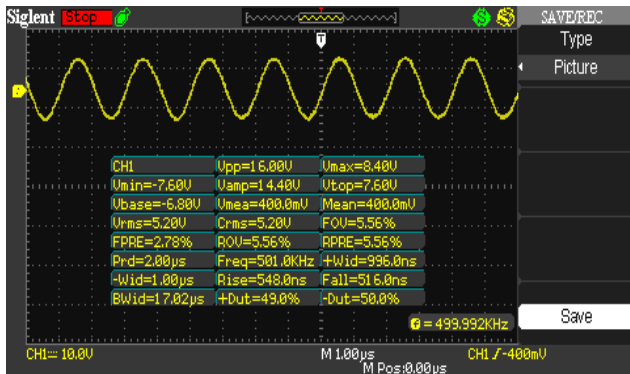 Siglent Stop SAVE/REC
T Type
Picture
CH1 Vpp=16.00V Vmax=8.40V
Vmin=-7.60V Vamp=14.40V Vtop=7.60V
Vbase=-6.80V Vmea=400.0mV Mean=400.0mV
Vrms=5.20V Crms=5.20V FOV=5.56%
FPRE=2.78% ROV=5.56% RPRE=5.56%
Prd=2.00µs Freq=501.0KHz +Wid=996.0ns
-Wid=1.00µs Rise=548.0ns Fall=516.0ns
BWid=17.02µs +Dut=49.0% -Dut=50.0%
f = 499.992KHz Save
CH1 10.0V M 1.00µs CH1 -400mV
M Pos:0.00µs